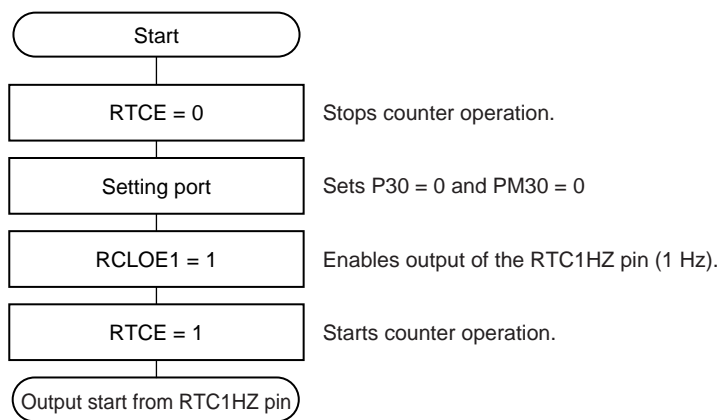 Start
RTCE = 0
Stops counter operation.
Setting port
Sets P30 = 0 and PM30 = 0
RCLOE1 = 1
Enables output of the RTC1HZ pin (1 Hz).
RTCE = 1
Starts counter operation.
Output start from RTC1HZ pin